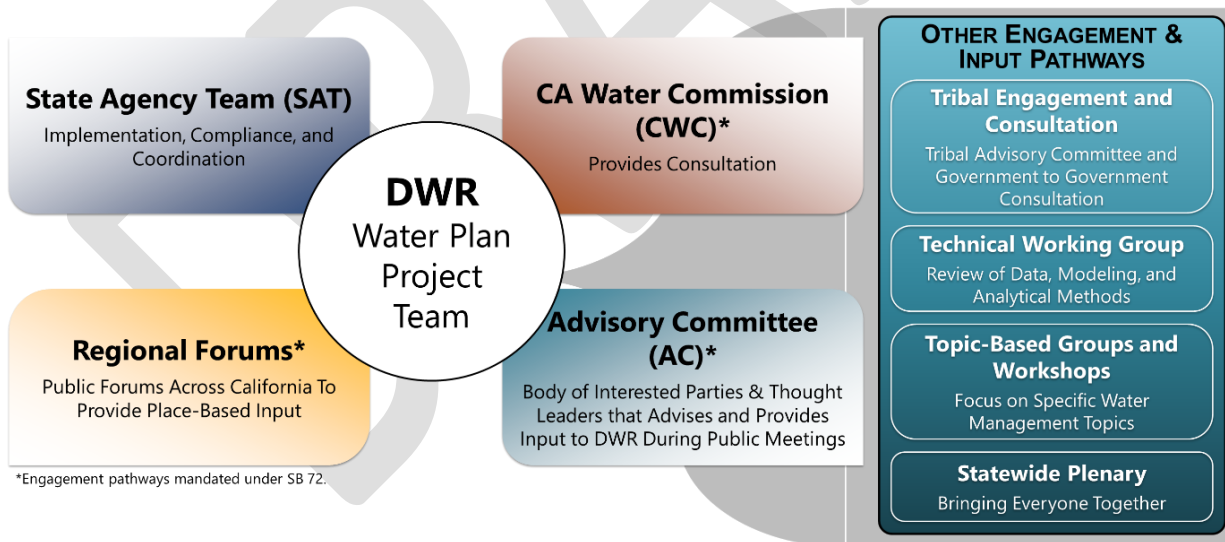 State Agency Team (SAT)
Implementation, Compliance, and
Coordination
CA Water Commission
(CWC)*
Provides Consultation
DWR
Water Plan
Project
Team
Regional Forums*
Public Forums Across California To
Provide Place-Based Input
Advisory Committee
(AC)*
Body of Interested Parties & Thought
Leaders that Advises and Provides
Input to DWR During Public Meetings
*Engagement pathways mandated under SB 72.
OTHER ENGAGEMENT &
INPUT PATHWAYS
Tribal Engagement and
Consultation
Tribal Advisory Committee and
Government to Government
Consultation
Technical Working Group
Review of Data, Modeling, and
Analytical Methods
Topic-Based Groups and
Workshops
Focus on Specific Water
Management Topics
Statewide Plenary
Bringing Everyone Together